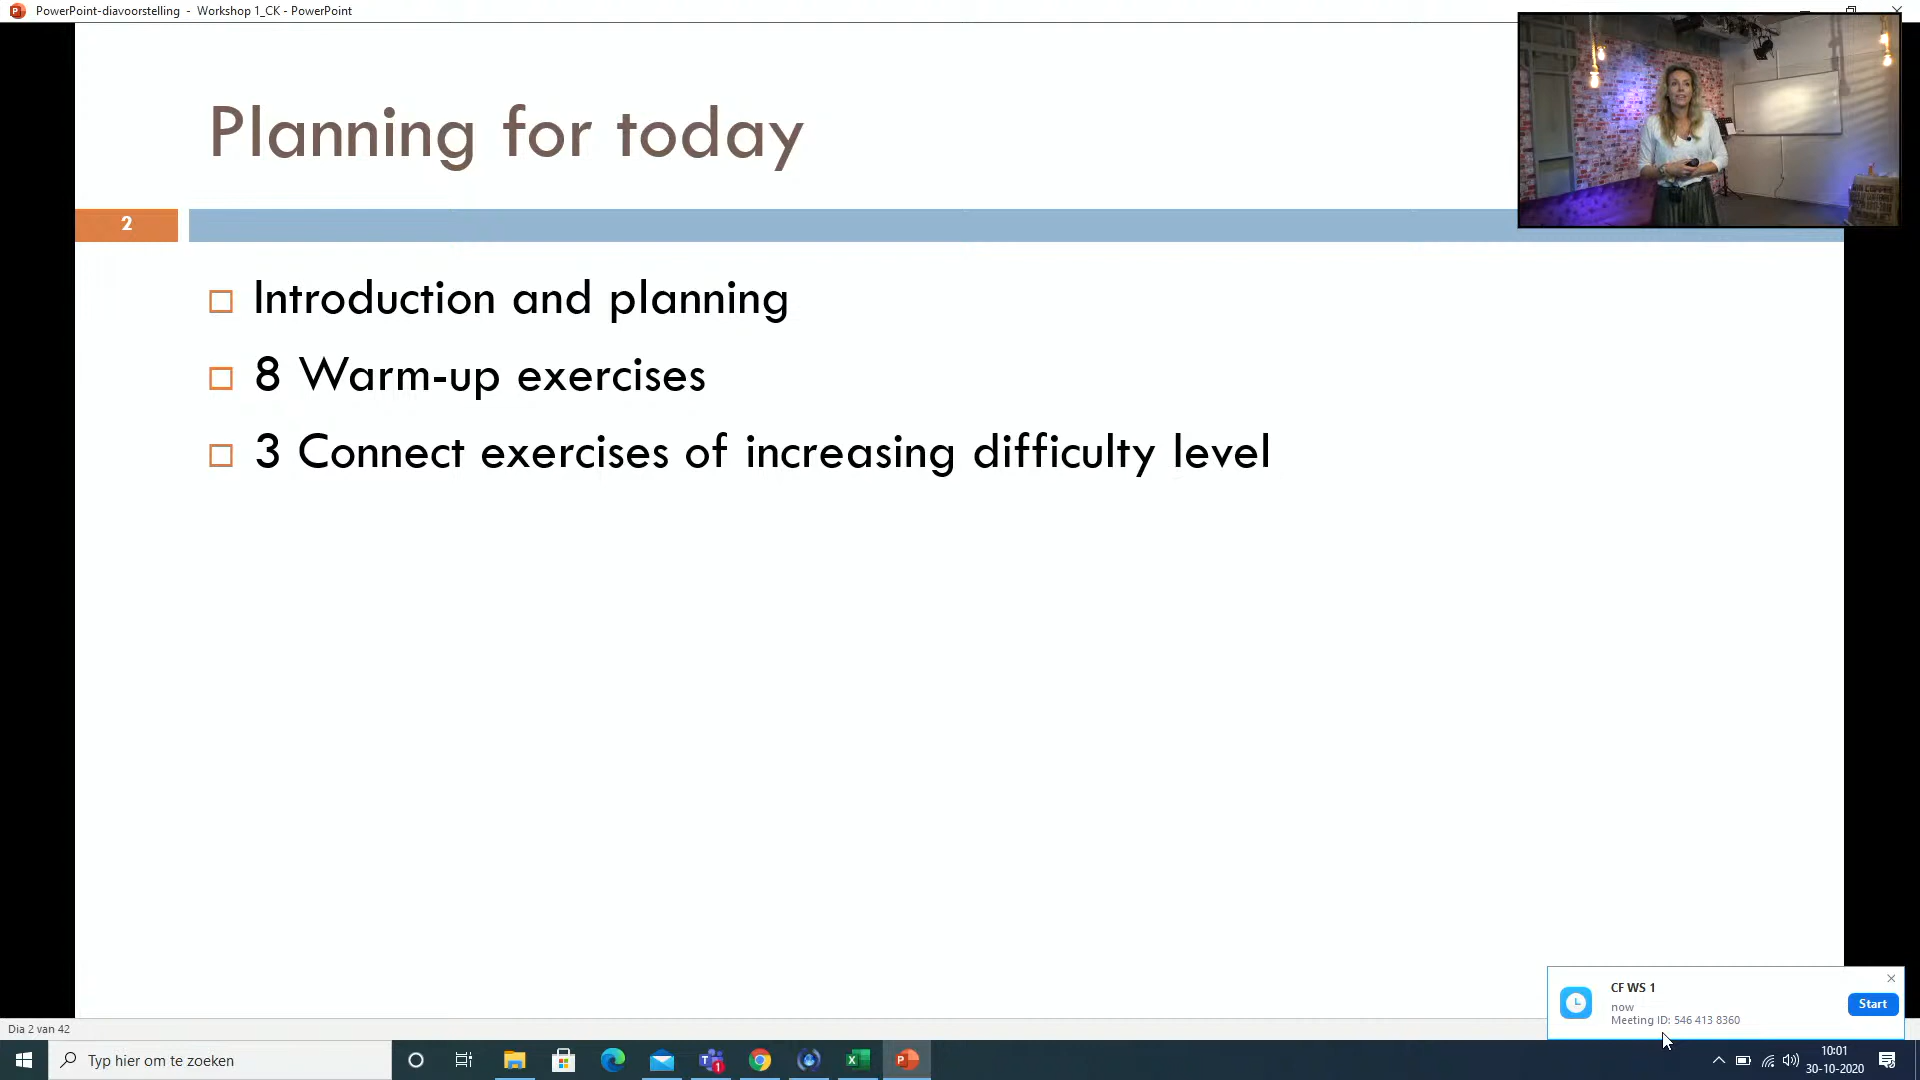 PowerPoint-diavoorstelling - Workshop 1_CK - PowerPoint
Planning for today
2
Introduction and planning
8 Warm-up exercises
3 Connect exercises of increasing difficulty level
CF WS 1
now
Meeting ID: 546 413 8360
Start
Dia 2 van 42
Typ hier om te zoeken
1
10:01
30-10-2020